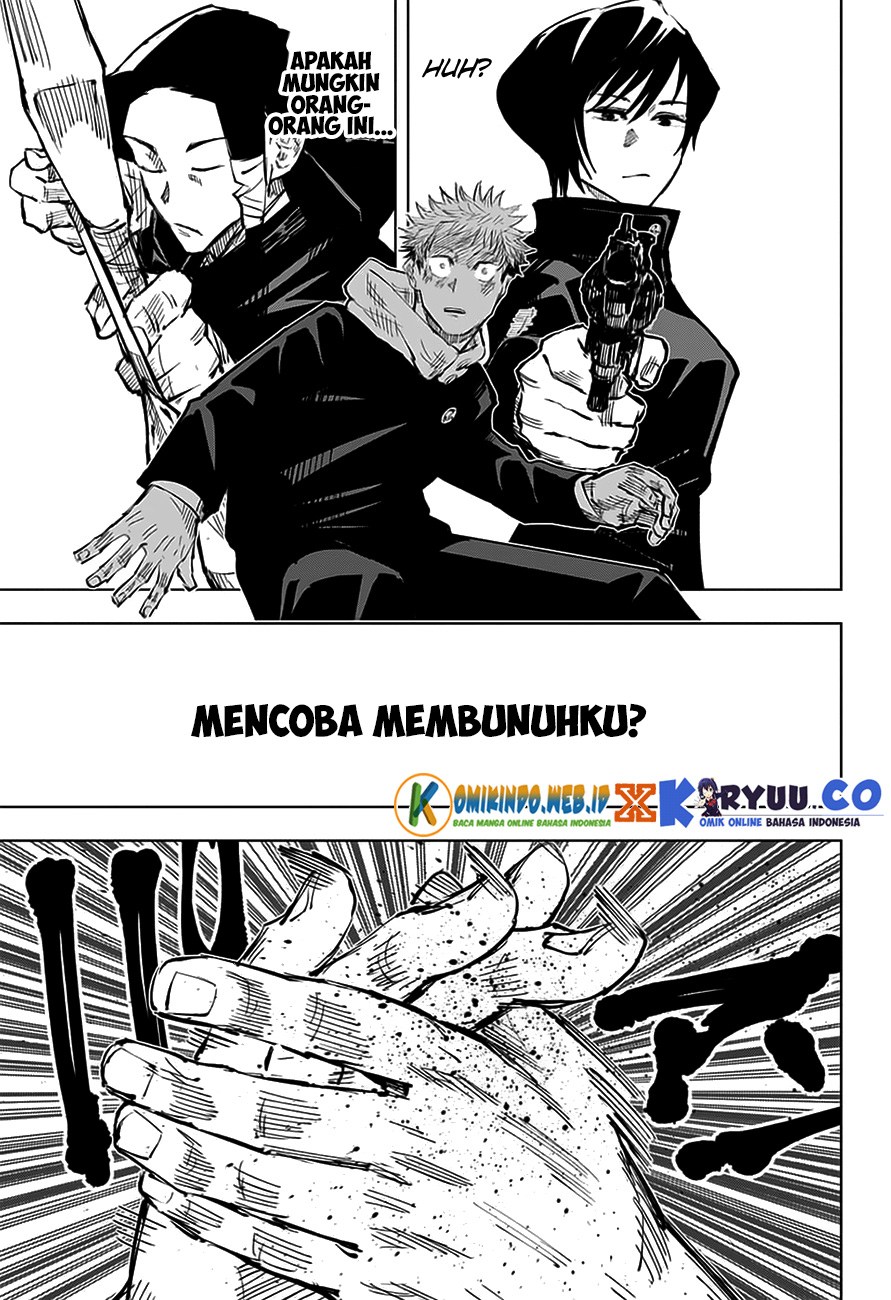 HUH?
APAKAH
MUNGKIN
ORANG-
ORANG INI...
MENCOBA MEMBUNUHKU?
KOMIKINDO.WEB.ID X KIRYUU.CO
BACA MANGA ONLINE BAHASA INDONESIA
OMIK ONLINE BAHASA INDONESIA